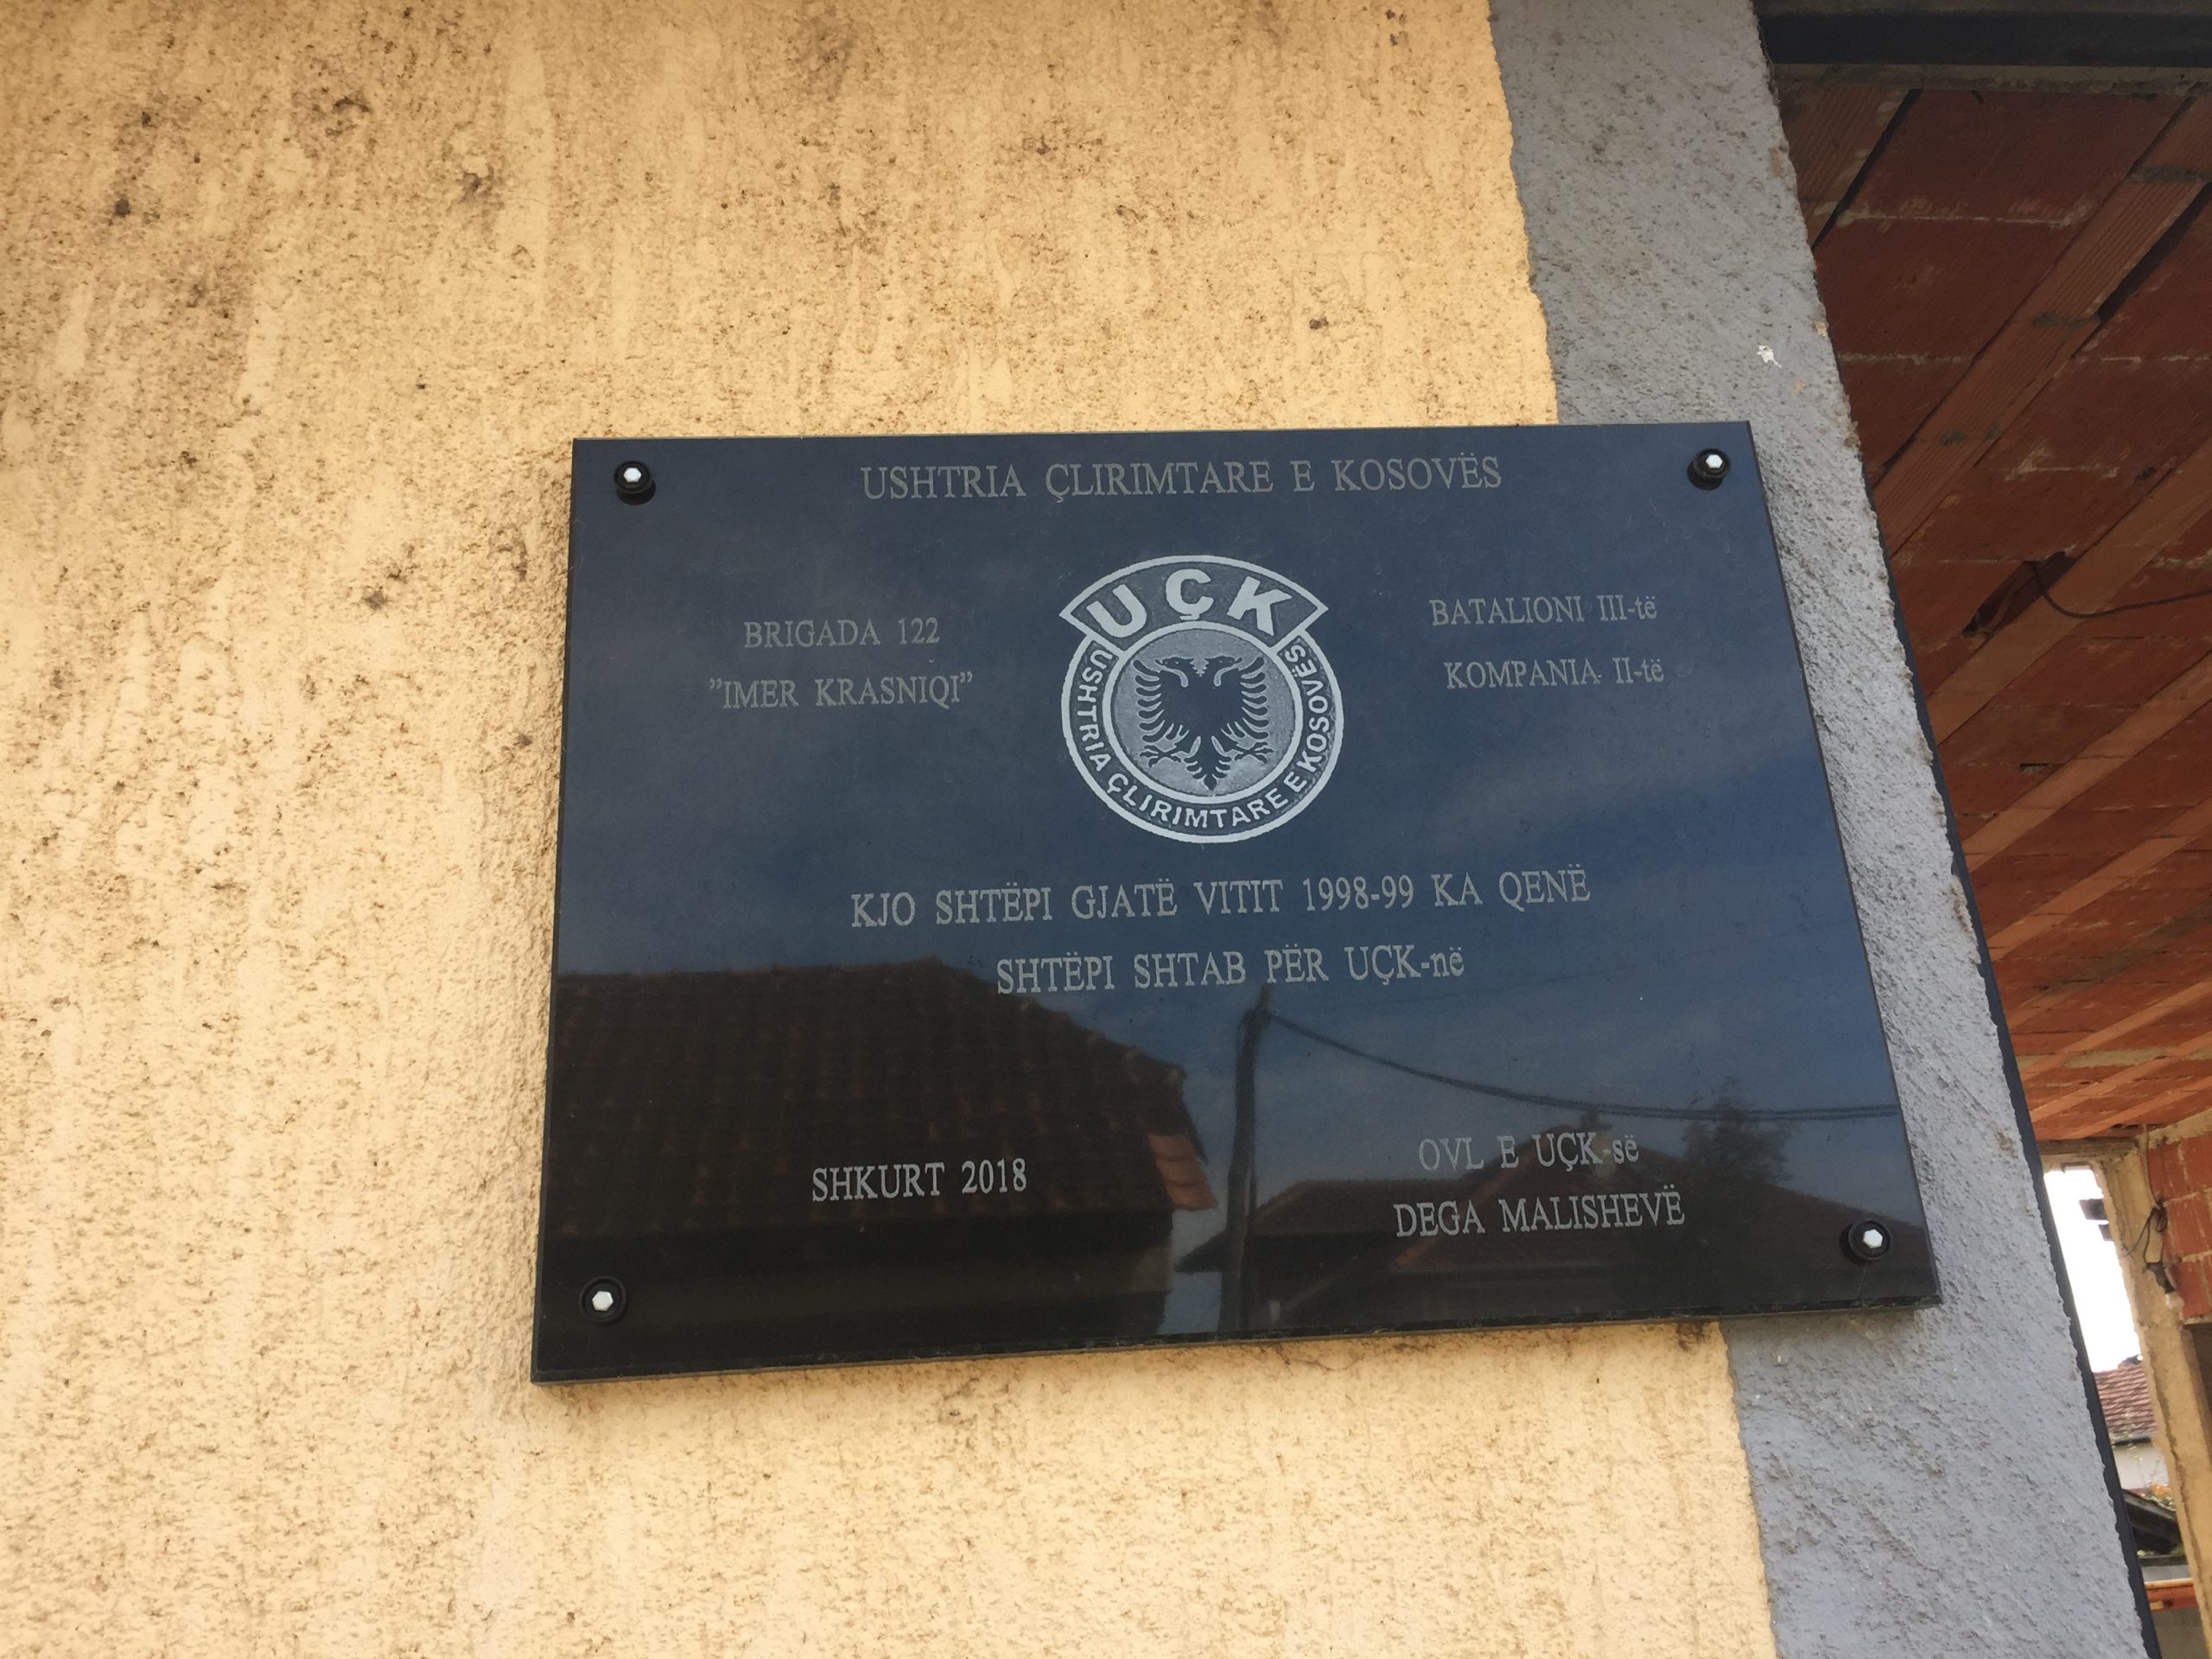 USHTRIA ÇLIRIMTARE E KOSOVËS
BRIGADA 122
"IMER KRASNIQI"
UÇK
USHTRIA ÇLIRIMTARE E KOSOVËS
BATALIONI III-të
KOMPANIA II-të
KJO SHTËPI GJATË VITIT 1998-99 KA QENË
SHTËPI SHTAB PËR UÇK-në
SHKURT 2018
OVL E UÇK-së
DEGA MALISHEVË